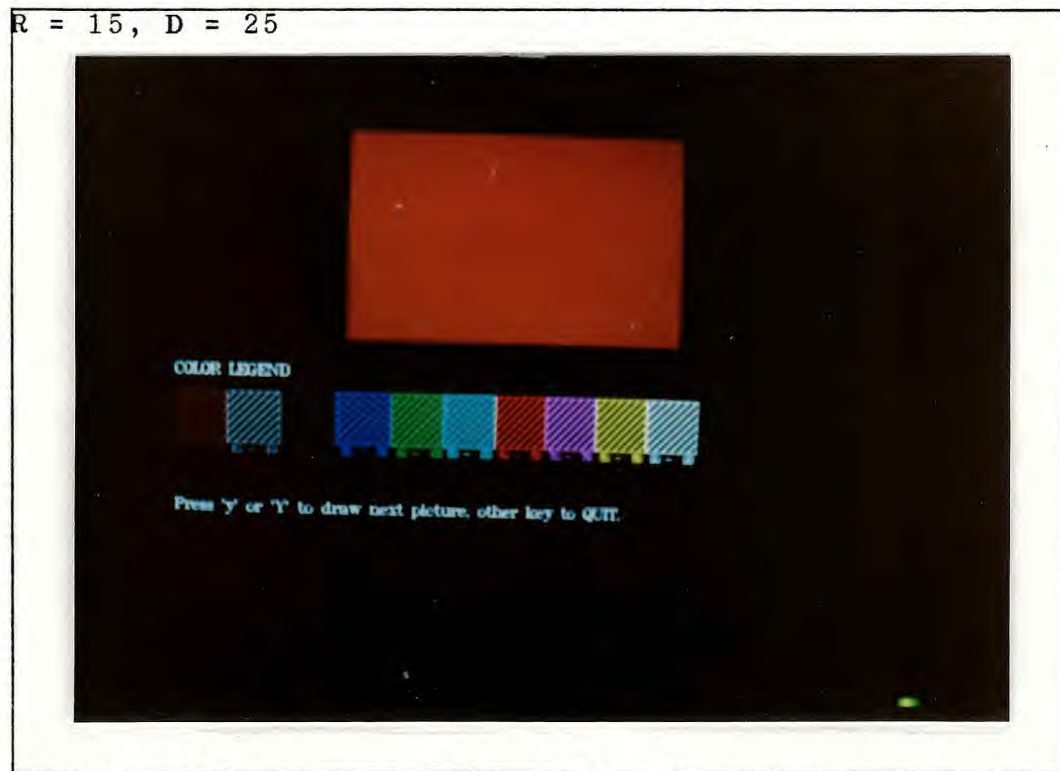 R = 15, D = 25
COLOR LEGEND
Press 'y' or 'Y' to draw next picture, other key to QUIT.